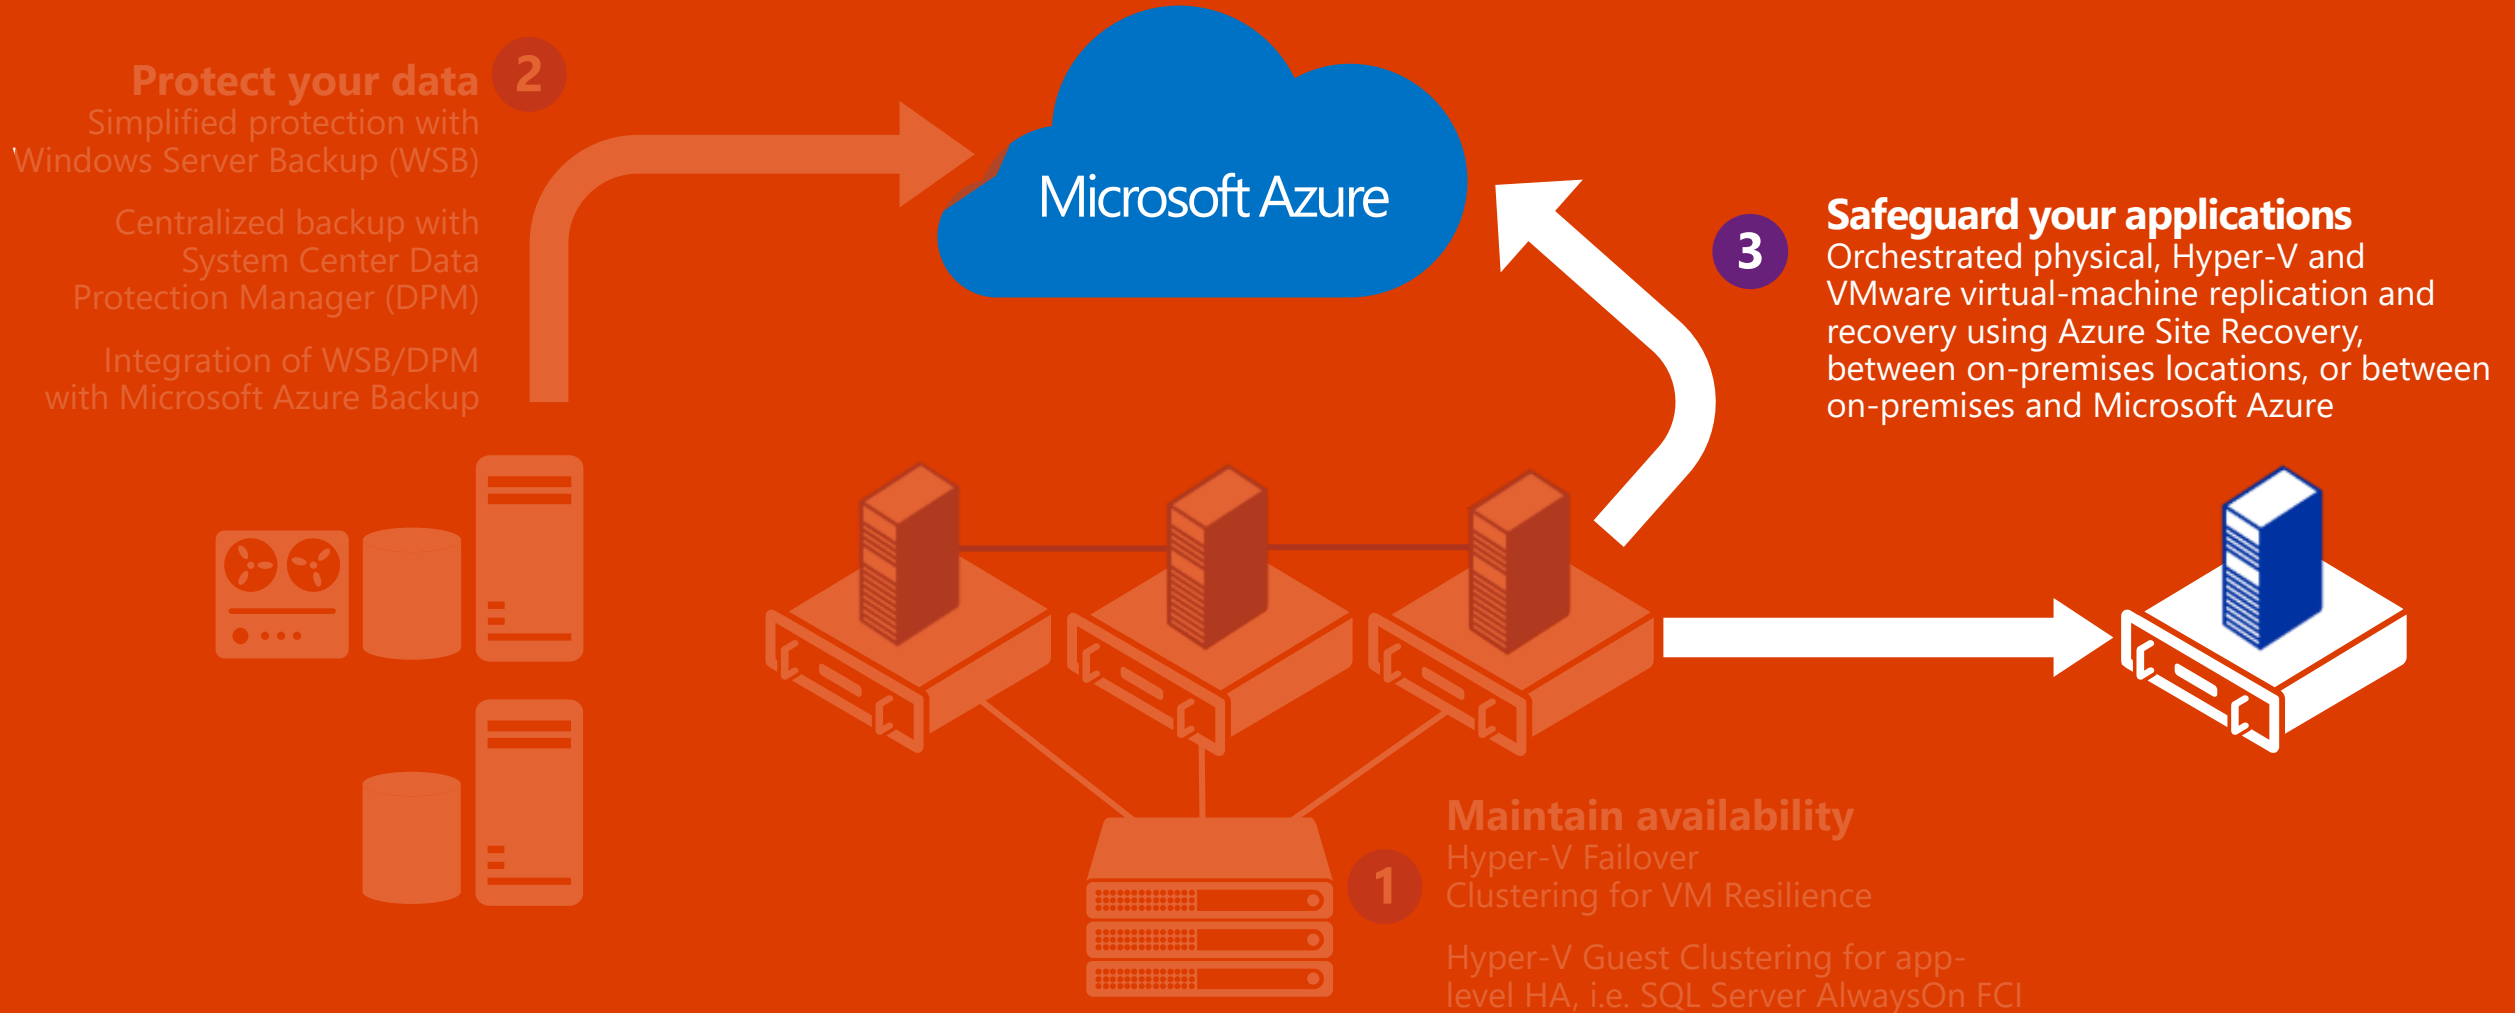 Protect your data
2
Simplified protection with
Windows Server Backup (WSB)
Centralized backup with
System Center Data
Protection Manager (DPM)
Integration of WSB/DPM
with Microsoft Azure Backup
Microsoft Azure
3
Safeguard your applications
Orchestrated physical, Hyper-V and
VMware virtual-machine replication and
recovery using Azure Site Recovery,
between on-premises locations, or between
on-premises and Microsoft Azure
1
Maintain availability
Hyper-V Failover
Clustering for VM Resilience
Hyper-V Guest Clustering for app-
level HA, i.e. SQL Server AlwaysOn FCI